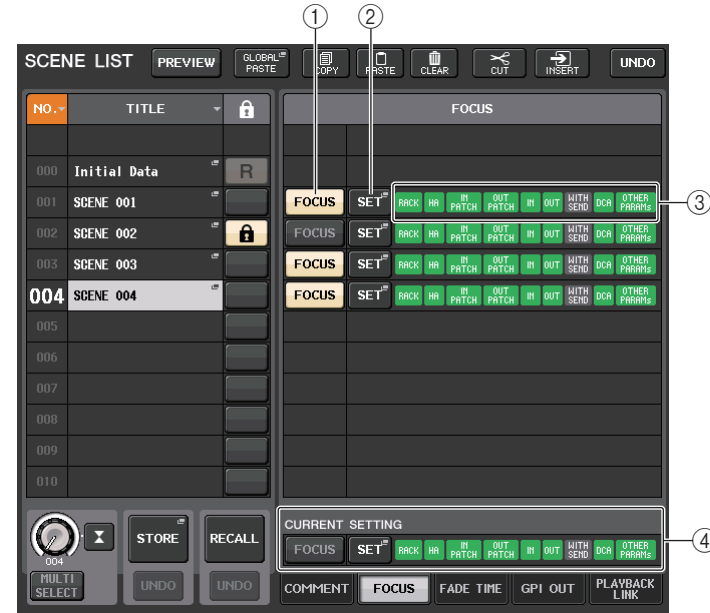 ① ②
SCENE LIST PREVIEW GLOBAL PASTE COPY PASTE CLEAR CUT INSERT UNDO
NO. TITLE FOCUS
000 Initial Data R
001 SCENE 001 FOCUS SET RACK HA IN PATCH OUT PATCH IN OUT WITH SEND DCA OTHER PARAMs ③
002 SCENE 002 FOCUS SET RACK HA IN PATCH OUT PATCH IN OUT WITH SEND DCA OTHER PARAMs
003 SCENE 003 FOCUS SET RACK HA IN PATCH OUT PATCH IN OUT WITH SEND DCA OTHER PARAMs
004 SCENE 004 FOCUS SET RACK HA IN PATCH OUT PATCH IN OUT WITH SEND DCA OTHER PARAMs
005
006
007
008
009
010
CURRENT SETTING
004 STORE RECALL FOCUS SET RACK HA IN PATCH OUT PATCH IN OUT WITH SEND DCA OTHER PARAMs ④
MULTI SELECT UNDO UNDO COMMENT FOCUS FADE TIME GPI OUT PLAYBACK LINK